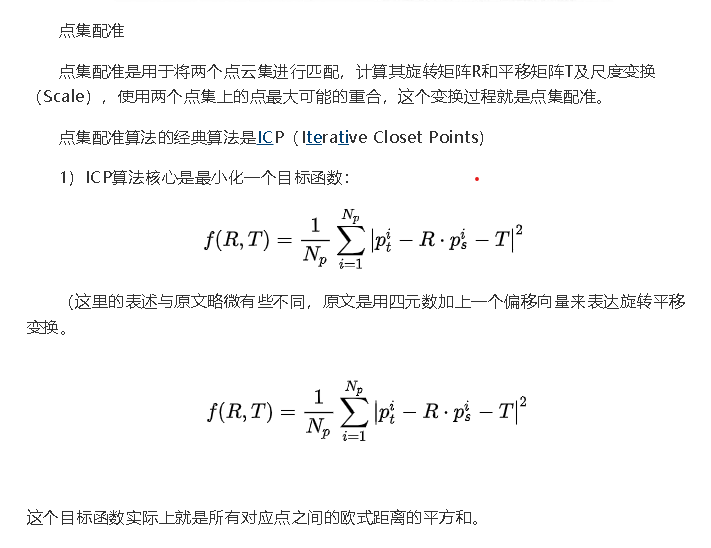 点集配准
点集配准是用于将两个点云集进行匹配，计算其旋转矩阵R和平移矩阵T及尺度变换
（Scale），使用两个点集上的点最大可能的重合，这个变换过程就是点集配准。
点集配准算法的经典算法是ICP（Iterative Closet Points)
1）ICP算法核心是最小化一个目标函数：
f(R, T) = \frac{1}{N_p} \sum_{i=1}^{N_p} |p_t^i − R · p_s^i − T|^2
（这里的表述与原文略微有些不同，原文是用四元数加上一个偏移向量来表达旋转平移
变换。
f(R, T) = \frac{1}{N_p} \sum_{i=1}^{N_p} |p_t^i − R · p_s^i − T|^2
这个目标函数实际上就是所有对应点之间的欧式距离的平方和。